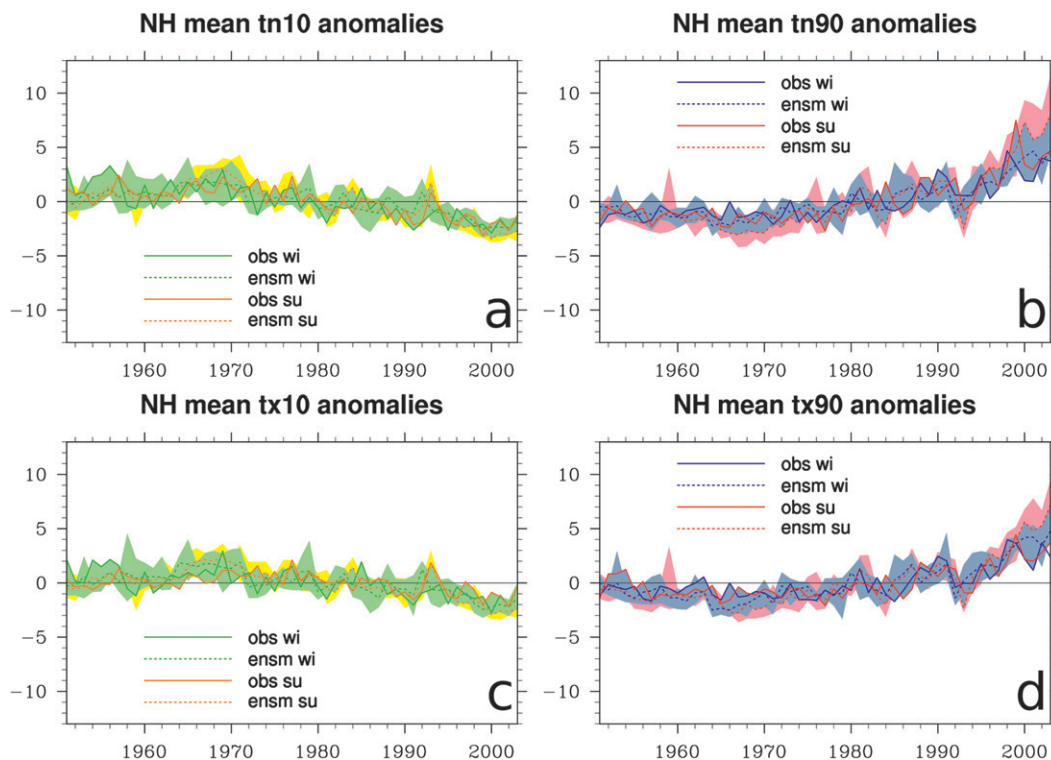 NH mean tn10 anomalies
10
5
0
−5
−10
obs wi
ensm wi
obs su
ensm su
a
1960 1970 1980 1990 2000
NH mean tn90 anomalies
10
5
0
−5
−10
obs wi
ensm wi
obs su
ensm su
b
1960 1970 1980 1990 2000
NH mean tx10 anomalies
10
5
0
−5
−10
obs wi
ensm wi
obs su
ensm su
c
1960 1970 1980 1990 2000
NH mean tx90 anomalies
10
5
0
−5
−10
obs wi
ensm wi
obs su
ensm su
d
1960 1970 1980 1990 2000